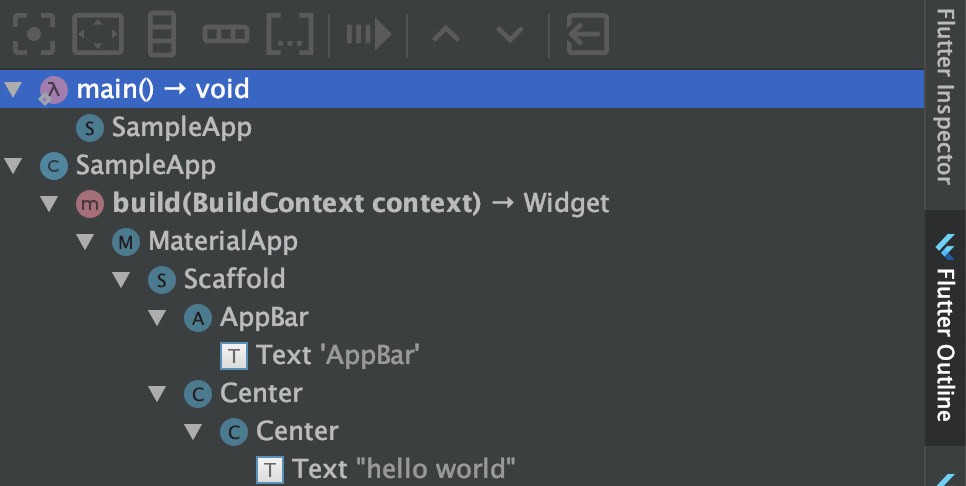 [...]
λ main() → void
S SampleApp
C SampleApp
m build(BuildContext context) → Widget
M MaterialApp
S Scaffold
A AppBar
T Text 'AppBar'
C Center
C Center
T Text "hello world"
Flutter Inspector
Flutter Outline